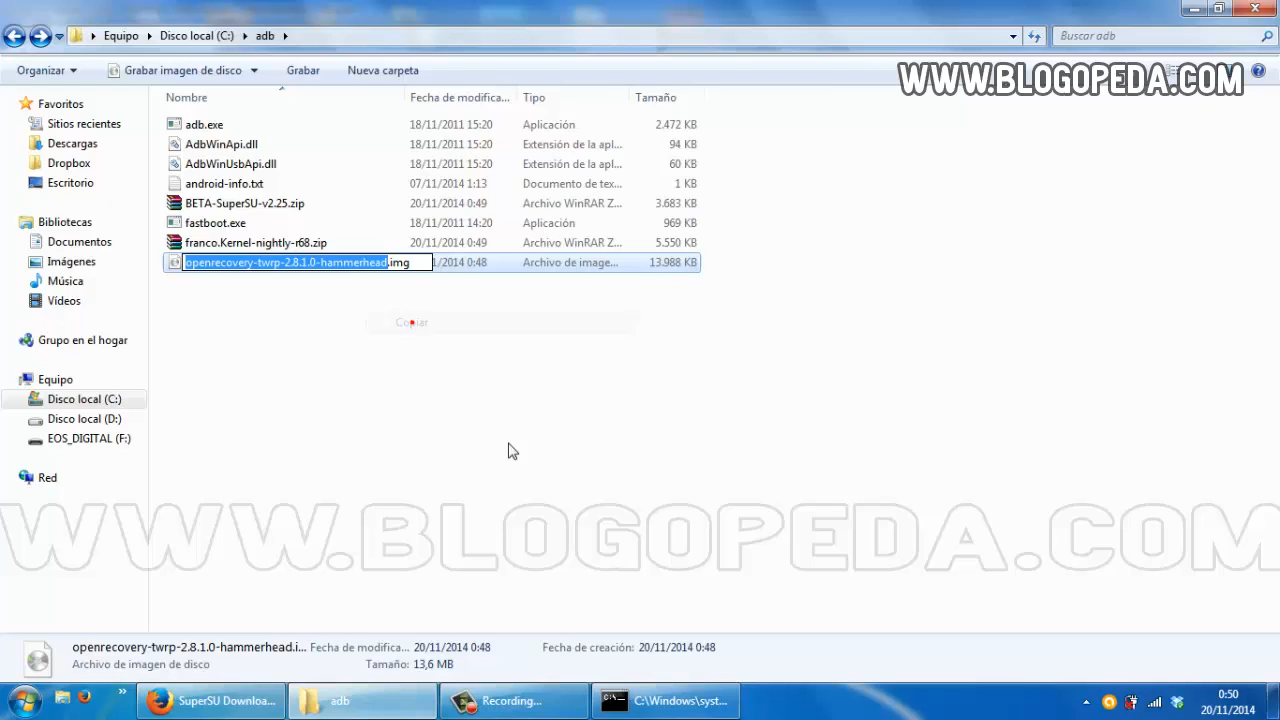 Equipo Disco local (C:) adb
Buscar adb
Organizar Grabar imagen de disco Grabar Nueva carpeta
WWW.BLOGOPEDA.COM
Nombre Fecha de modifica... Tipo Tamaño
adb.exe 18/11/2011 15:20 Aplicación 2.472 KB
AdbWinApi.dll 18/11/2011 15:20 Extensión de la apl... 94 KB
AdbWinUsbApi.dll 18/11/2011 15:20 Extensión de la apl... 60 KB
android-info.txt 07/11/2014 1:13 Documento de tex... 1 KB
BETA-SuperSU-v2.25.zip 20/11/2014 0:49 Archivo WinRAR Z... 3.683 KB
fastboot.exe 18/11/2011 14:20 Aplicación 969 KB
franco.Kernel-nightly-r68.zip 20/11/2014 0:49 Archivo WinRAR Z... 5.550 KB
openrecovery-twrp-2.8.1.0-hammerhead.img 1/2014 0:48 Archivo de image... 13.988 KB
Copiar
Favoritos
Sitios recientes
Descargas
Dropbox
Escritorio
Bibliotecas
Documentos
Imágenes
Música
Vídeos
Grupo en el hogar
Equipo
Disco local (C:)
Disco local (D:)
EOS_DIGITAL (F:)
Red
WWW.BLOGOPEDA.COM
openrecovery-twrp-2.8.1.0-hammerhead.i... Fecha de modifica... 20/11/2014 0:48 Fecha de creación: 20/11/2014 0:48
Archivo de imagen de disco Tamaño: 13,6 MB
SuperSU Downloa... adb Recording... C:\Windows\syst...
0:50
20/11/2014